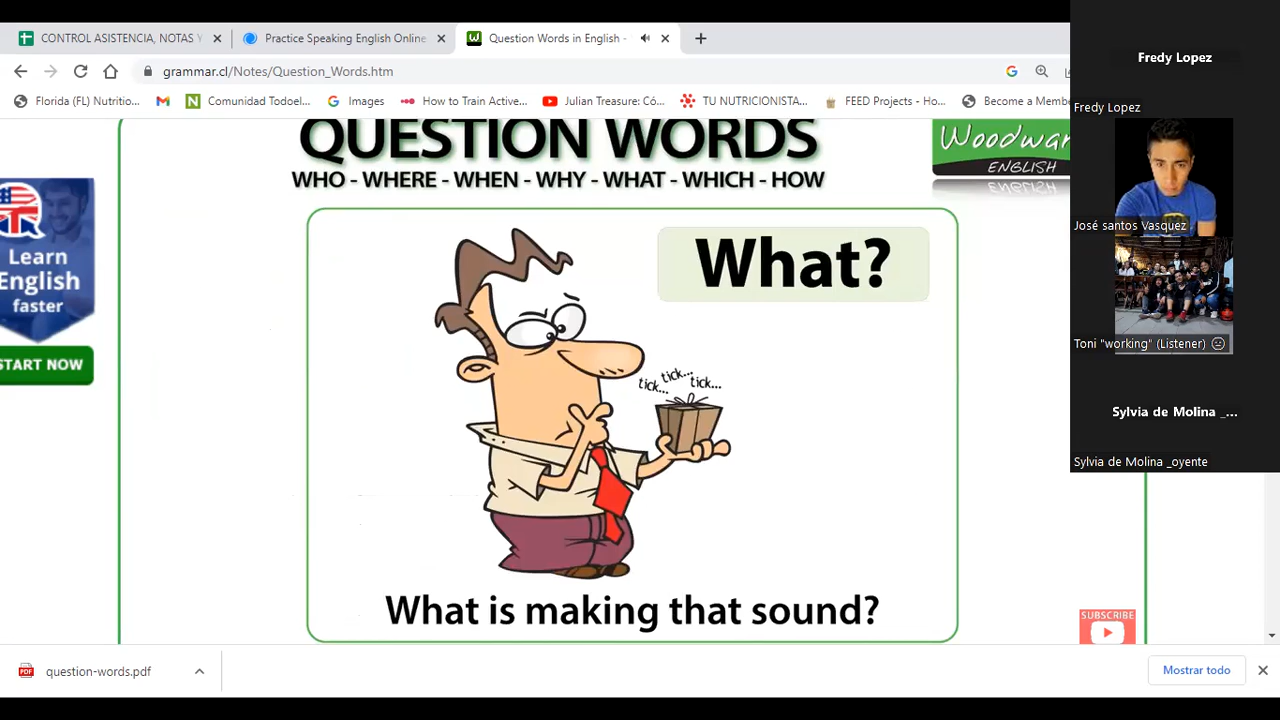 CONTROL ASISTENCIA, NOTAS Y
Practice Speaking English Online
Question Words in English -
grammar.cl/Notes/Question_Words.htm
Florida (FL) Nutritio...
Comunidad Todoel...
Images
How to Train Active...
Julian Treasure: Có...
TU NUTRICIONISTA...
FEED Projects - Ho...
Become a Membe
QUESTION WORDS
WHO - WHERE - WHEN - WHY - WHAT - WHICH - HOW
Woodwar
ENGLISH
Learn
English
faster
START NOW
What?
tick... tick... tick...
What is making that sound?
SUBSCRIBE
Fredy Lopez
Fredy Lopez
José santos Vasquez
Toni "working" (Listener)
Sylvia de Molina _...
Sylvia de Molina _oyente
PDF
question-words.pdf
Mostrar todo